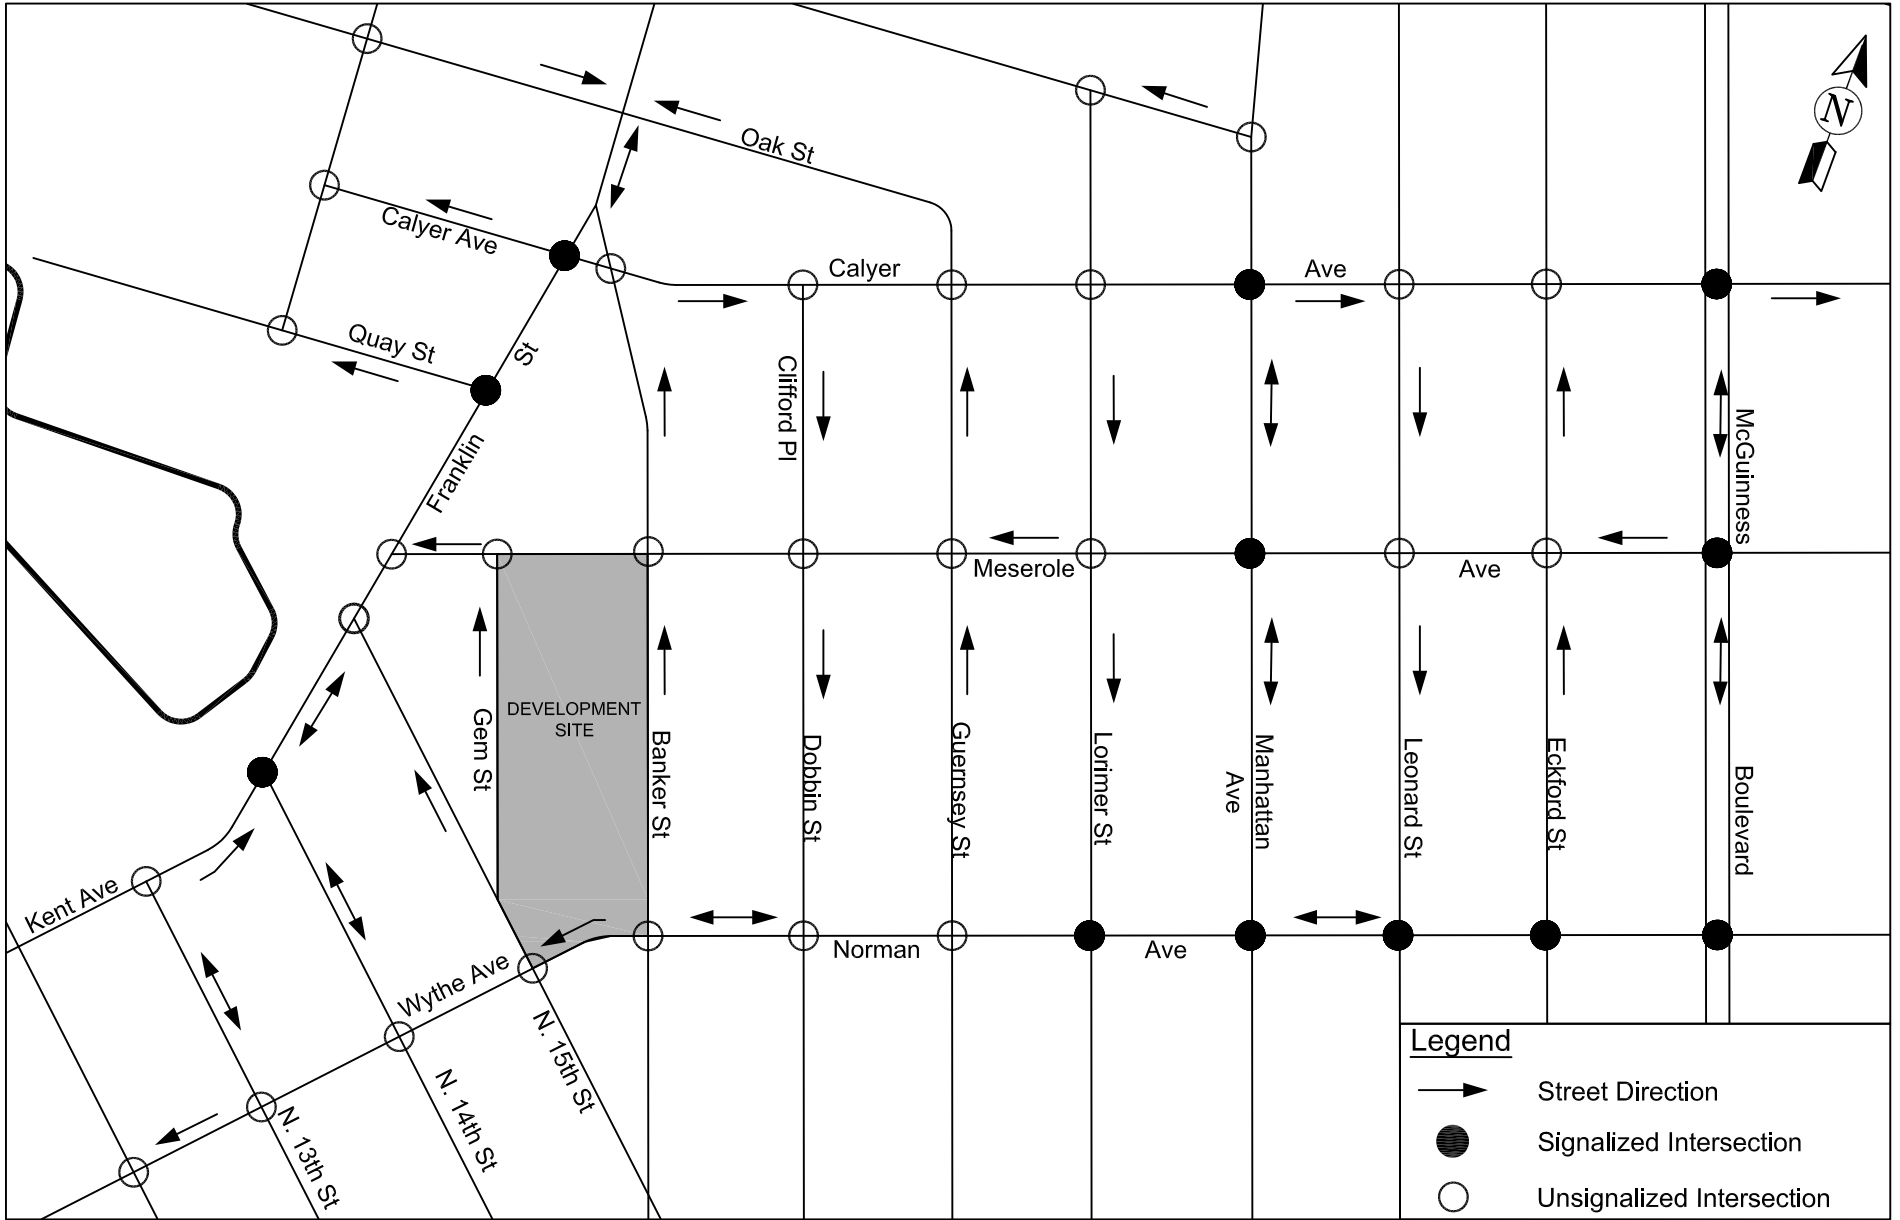 N
Oak St
Calyer Ave
Calyer
Ave
Quay St
St
Franklin
Clifford Pl
McGuinness
Meserole
Ave
DEVELOPMENT
SITE
Gem St
Banker St
Dobbin St
Guernsey St
Lorimer St
Manhattan
Ave
Leonard St
Eckford St
Boulevard
Kent Ave
Wythe Ave
Norman
Ave
N. 15th St
N. 14th St
N. 13th St
Legend
Street Direction
Signalized Intersection
Unsignalized Intersection